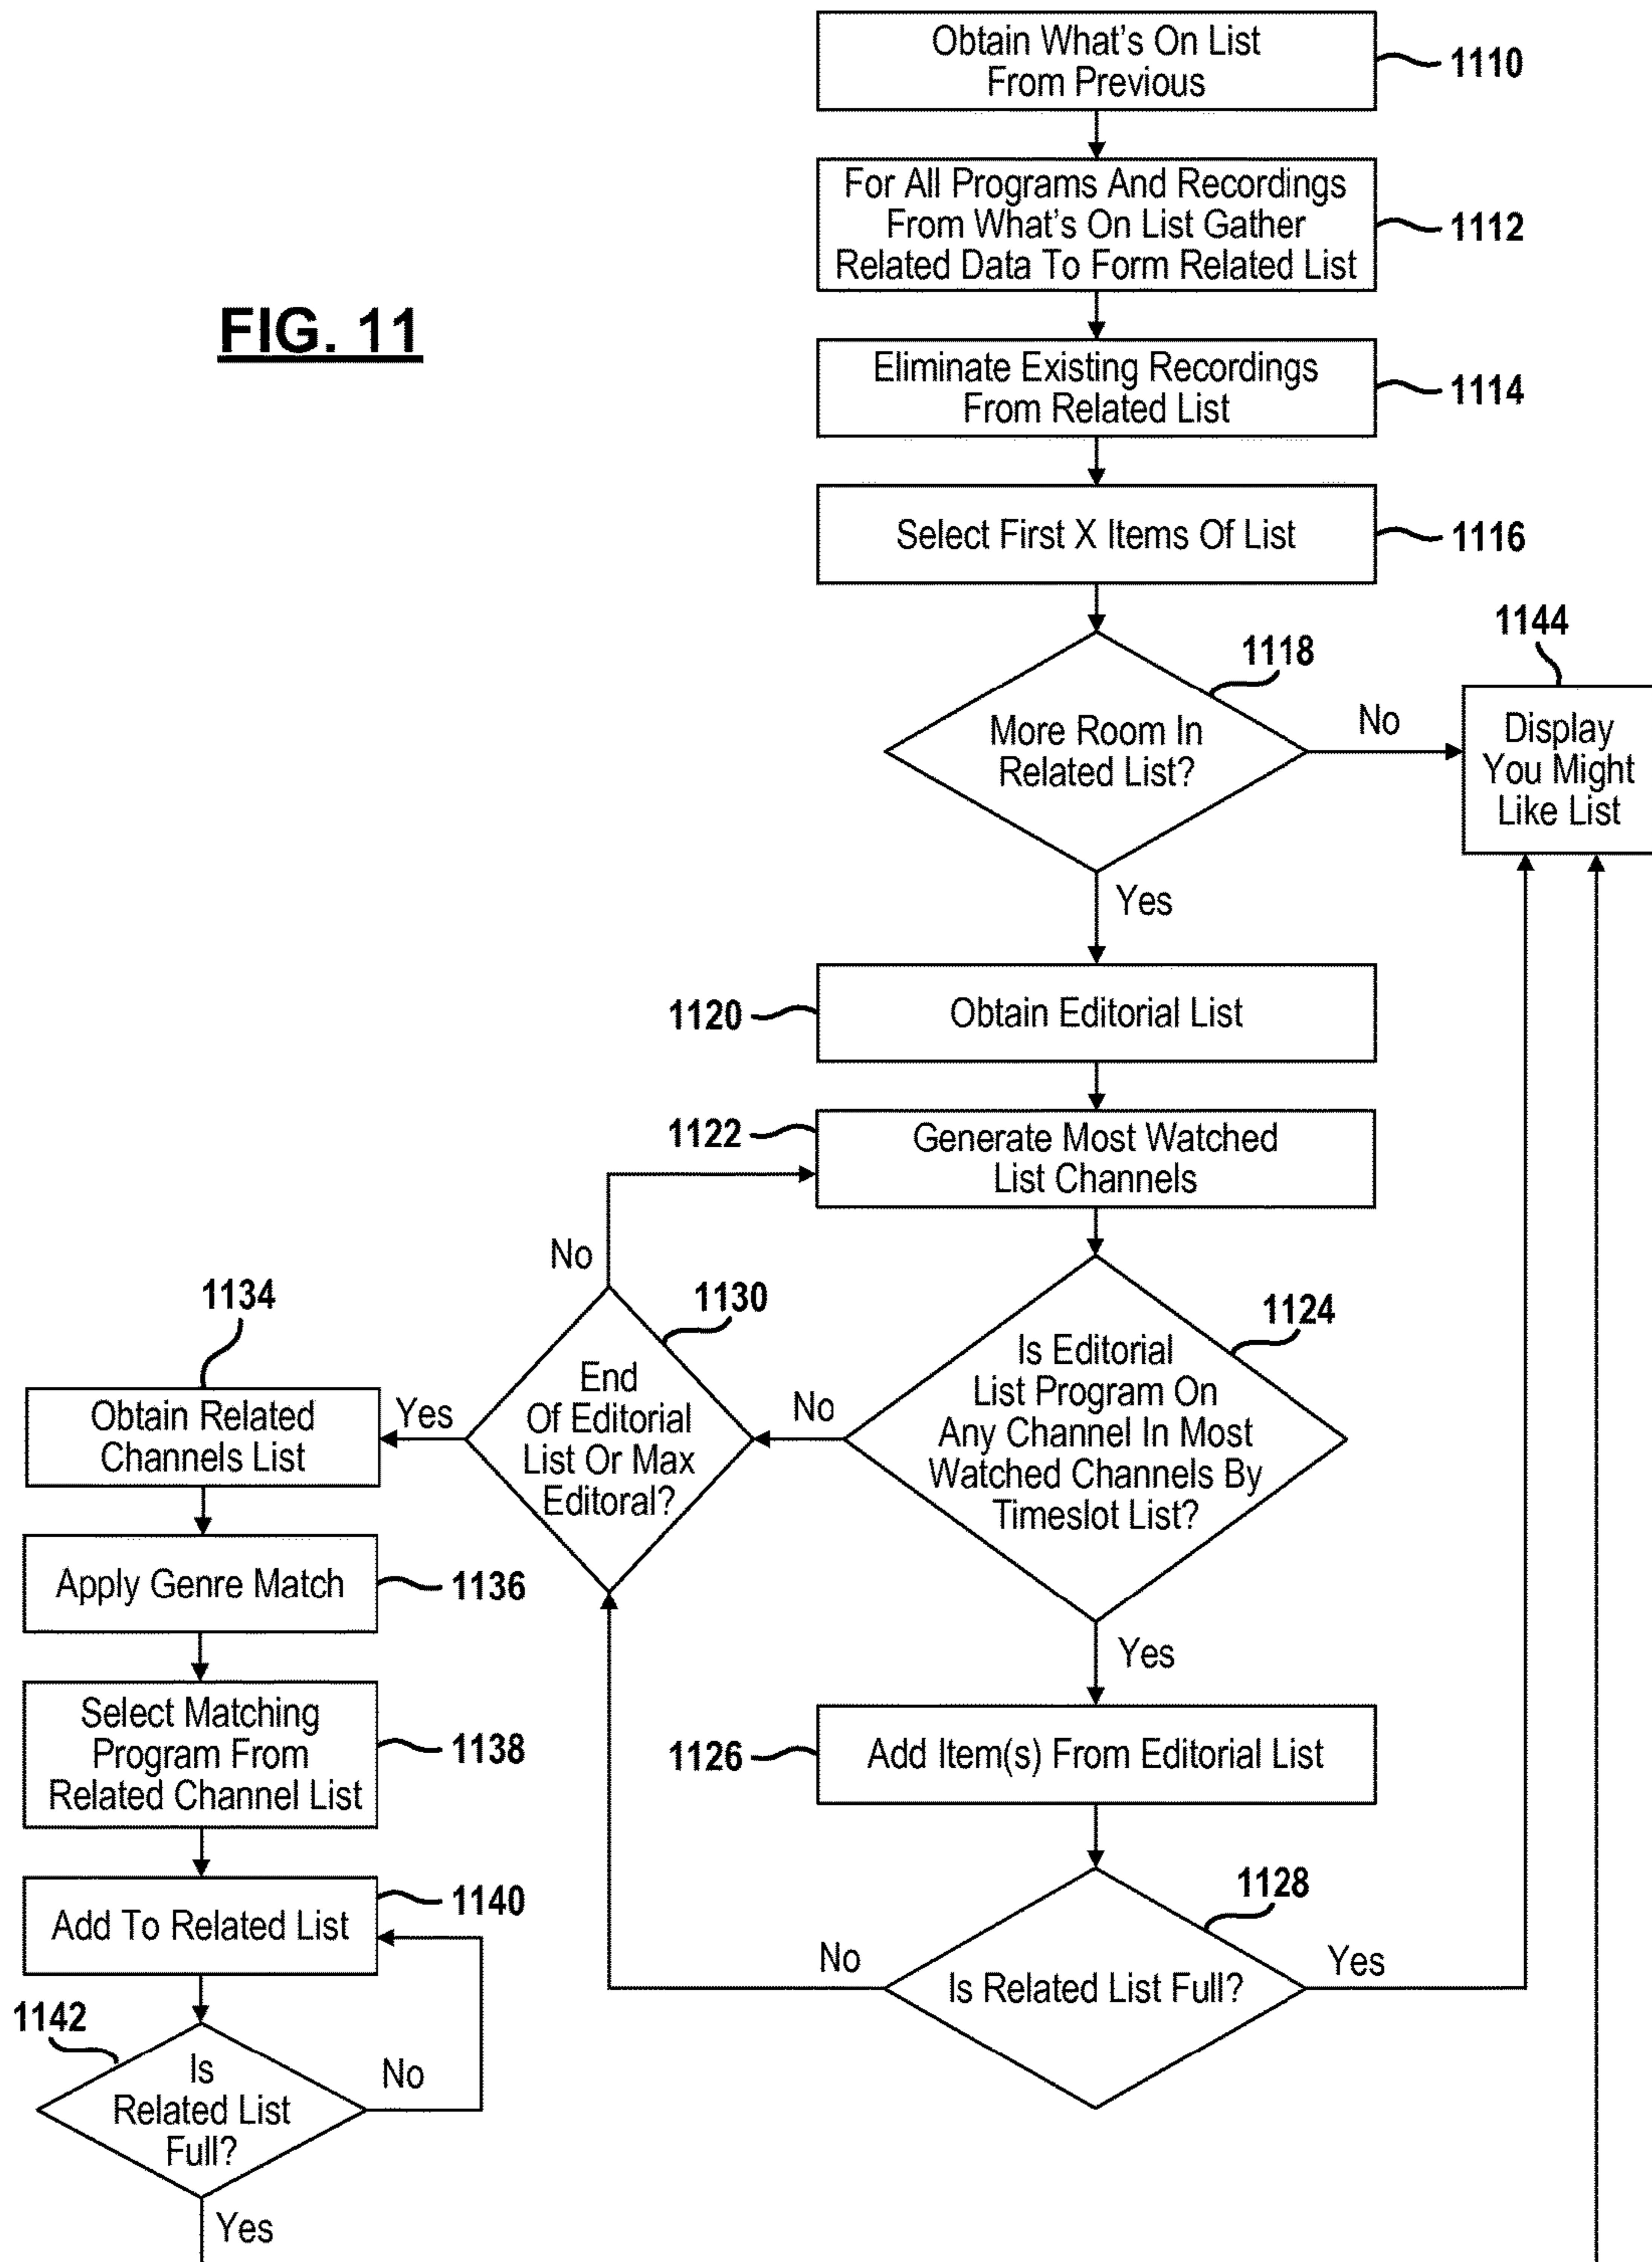 Obtain What's On List
From Previous
1110
For All Programs And Recordings
From What's On List Gather
Related Data To Form Related List
1112
FIG. 11
Eliminate Existing Recordings
From Related List
1114
Select First X Items Of List
1116
1118
More Room In
Related List?
No
1144
Display
You Might
Like List
Yes
1120
Obtain Editorial List
1122
Generate Most Watched
List Channels
No
1130
End
Of Editorial
List Or Max
Editoral?
No
1124
Is Editorial
List Program On
Any Channel In Most
Watched Channels By
Timeslot List?
Yes
1134
Obtain Related
Channels List
Yes
Apply Genre Match
1136
Select Matching
Program From
Related Channel List
1138
1126
Add Item(s) From Editorial List
Add To Related List
1140
1128
Is Related List Full?
No
Yes
1142
Is
Related List
Full?
No
Yes